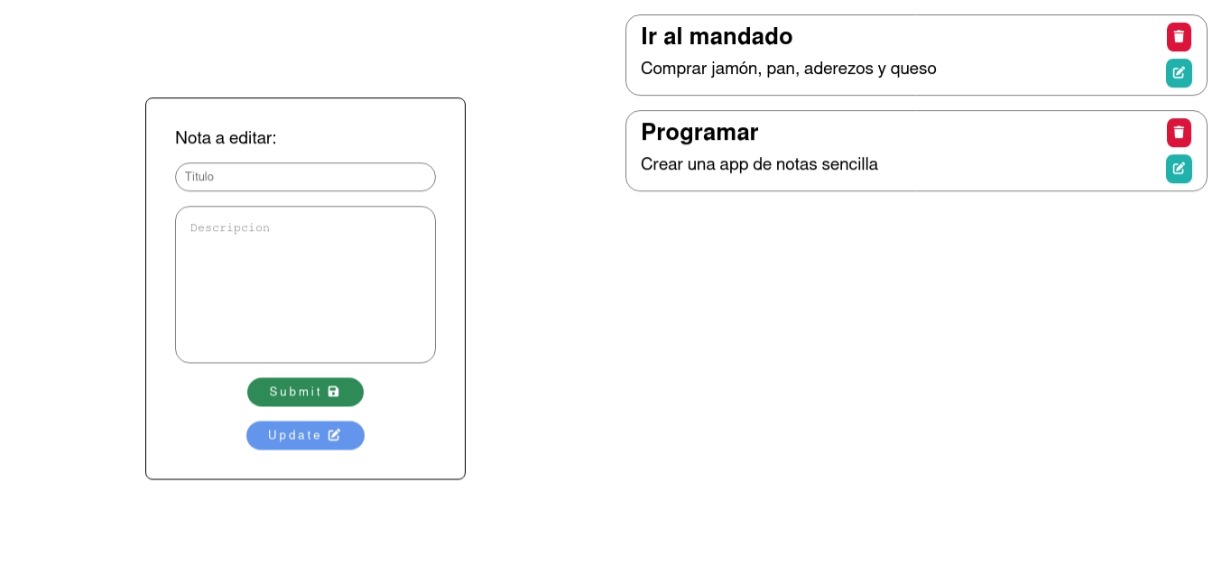 Nota a editar:
Titulo
Descripcion
Submit
Update
Ir al mandado
Comprar jamón, pan, aderezos y queso
Programar
Crear una app de notas sencilla